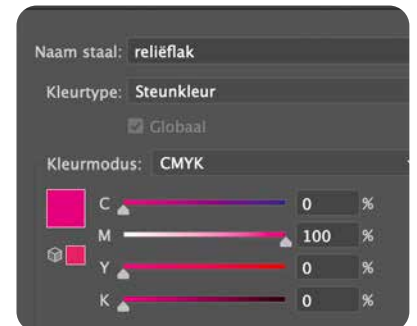 Naam staal: reliëflak
Kleurtype: Steunkleur
Globaal
Kleurmodus: CMYK
C 0 %
M 100 %
Y 0 %
K 0 %